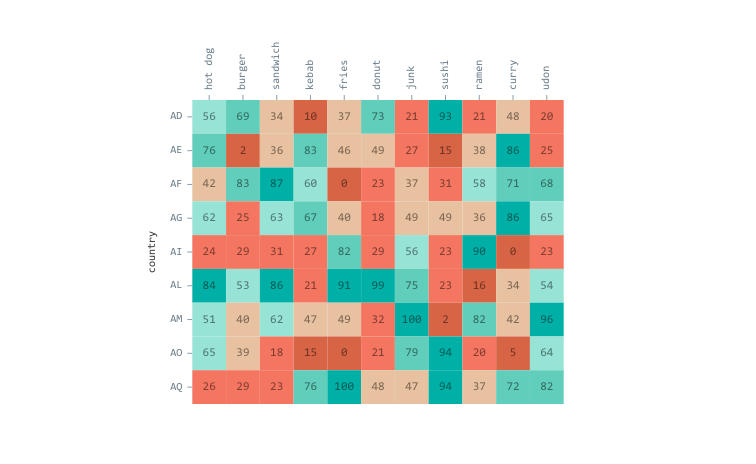 hot dog burger sandwich kebab fries donut junk sushi ramen curry udon
country
AD 56 69 34 10 37 73 21 93 21 48 20
AE 76 2 36 83 46 49 27 15 38 86 25
AF 42 83 87 60 0 23 37 31 58 71 68
AG 62 25 63 67 40 18 49 49 36 86 65
AI 24 29 31 27 82 29 56 23 90 0 23
AL 84 53 86 21 91 99 75 23 16 34 54
AM 51 40 62 47 49 32 100 2 82 42 96
AO 65 39 18 15 0 21 79 94 20 5 64
AQ 26 29 23 76 100 48 47 94 37 72 82